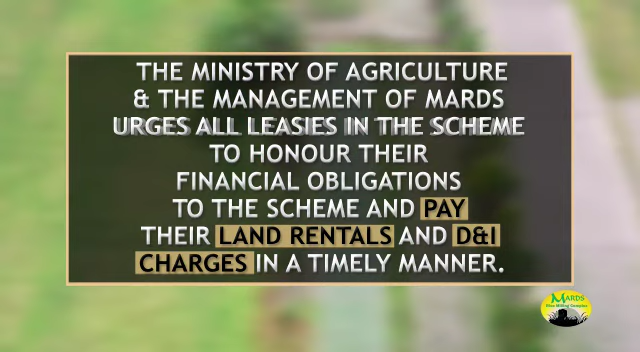 THE MINISTRY OF AGRICULTURE
& THE MANAGEMENT OF MARDS
URGES ALL LEASIES IN THE SCHEME
TO HONOUR THEIR
FINANCIAL OBLIGATIONS
TO THE SCHEME AND PAY
THEIR LAND RENTALS AND D&I
CHARGES IN A TIMELY MANNER.
MARDS
Rice Milling Complex